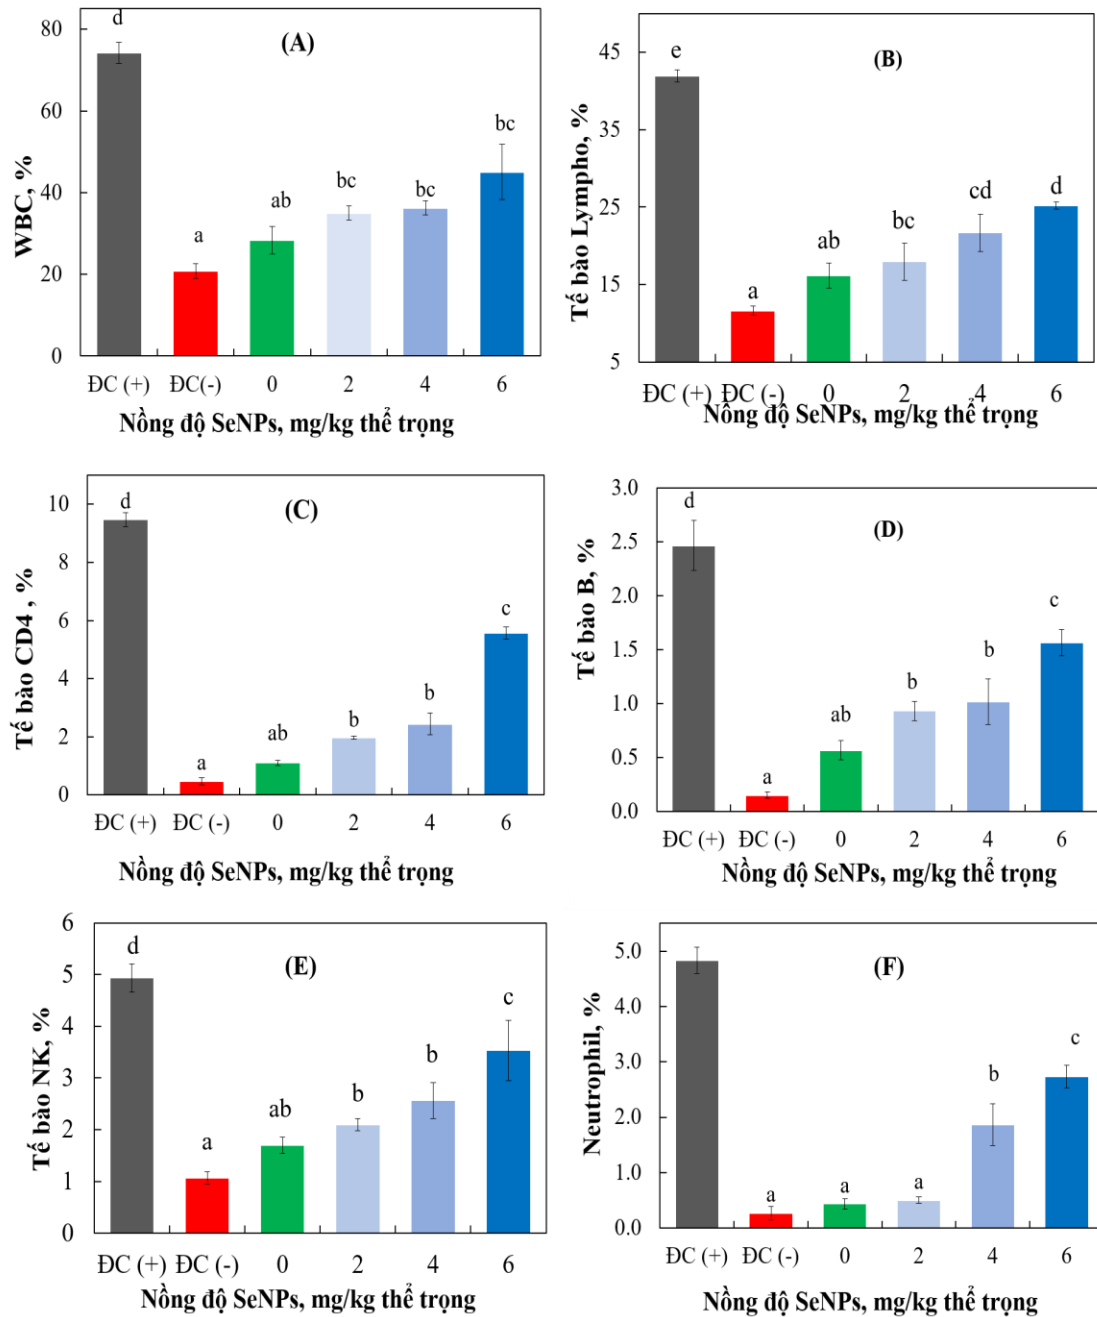 (A)
WBC, %
80
60
40
20
0
d
a
ab
bc
bc
bc
ĐC (+) ĐC(-) 0 2 4 6
Nồng độ SeNPs, mg/kg thể trọng
(B)
Tế bào Lympho, %
45
35
25
15
5
e
a
ab
bc
cd
d
ĐC (+) ĐC (-) 0 2 4 6
Nồng độ SeNPs, mg/kg thể trọng
(C)
Tế bào CD4 , %
10
8
6
4
2
0
d
a
ab
b
b
c
ĐC (+) ĐC (-) 0 2 4 6
Nồng độ SeNPs, mg/kg thể trọng
(D)
Tế bào B, %
3.0
2.5
2.0
1.5
1.0
0.5
0.0
d
a
ab
b
b
c
ĐC (+) ĐC (-) 0 2 4 6
Nồng độ SeNPs, mg/kg thể trọng
(E)
Tế bào NK, %
6
5
4
3
2
1
0
d
a
ab
b
b
c
ĐC (+) ĐC (-) 0 2 4 6
Nồng độ SeNPs, mg/kg thể trọng
(F)
Neutrophil, %
5.0
4.0
3.0
2.0
1.0
0.0
a
a
a
b
c
ĐC (+) ĐC (-) 0 2 4 6
Nồng độ SeNPs, mg/kg thể trọng